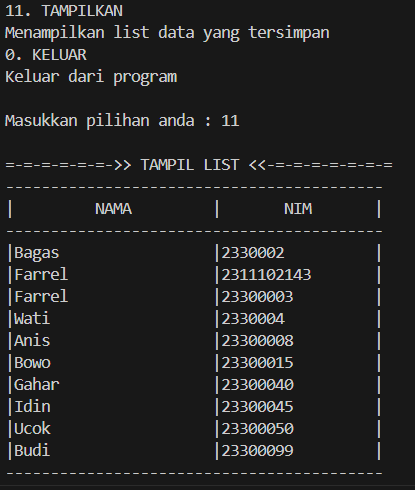 11. TAMPILKAN
Menampilkan list data yang tersimpan
0. KELUAR
Keluar dari program
Masukkan pilihan anda : 11
=-=-=-=-=-=->> TAMPIL LIST <<-=-=-=-=-=-=-=
------------------------------------------
| NAMA | NIM |
------------------------------------------
|Bagas |2330002 |
|Farrel |2311102143 |
|Farrel |23300003 |
|Wati |2330004 |
|Anis |23300008 |
|Bowo |23300015 |
|Gahar |23300040 |
|Idin |23300045 |
|Ucok |23300050 |
|Budi |23300099 |
------------------------------------------